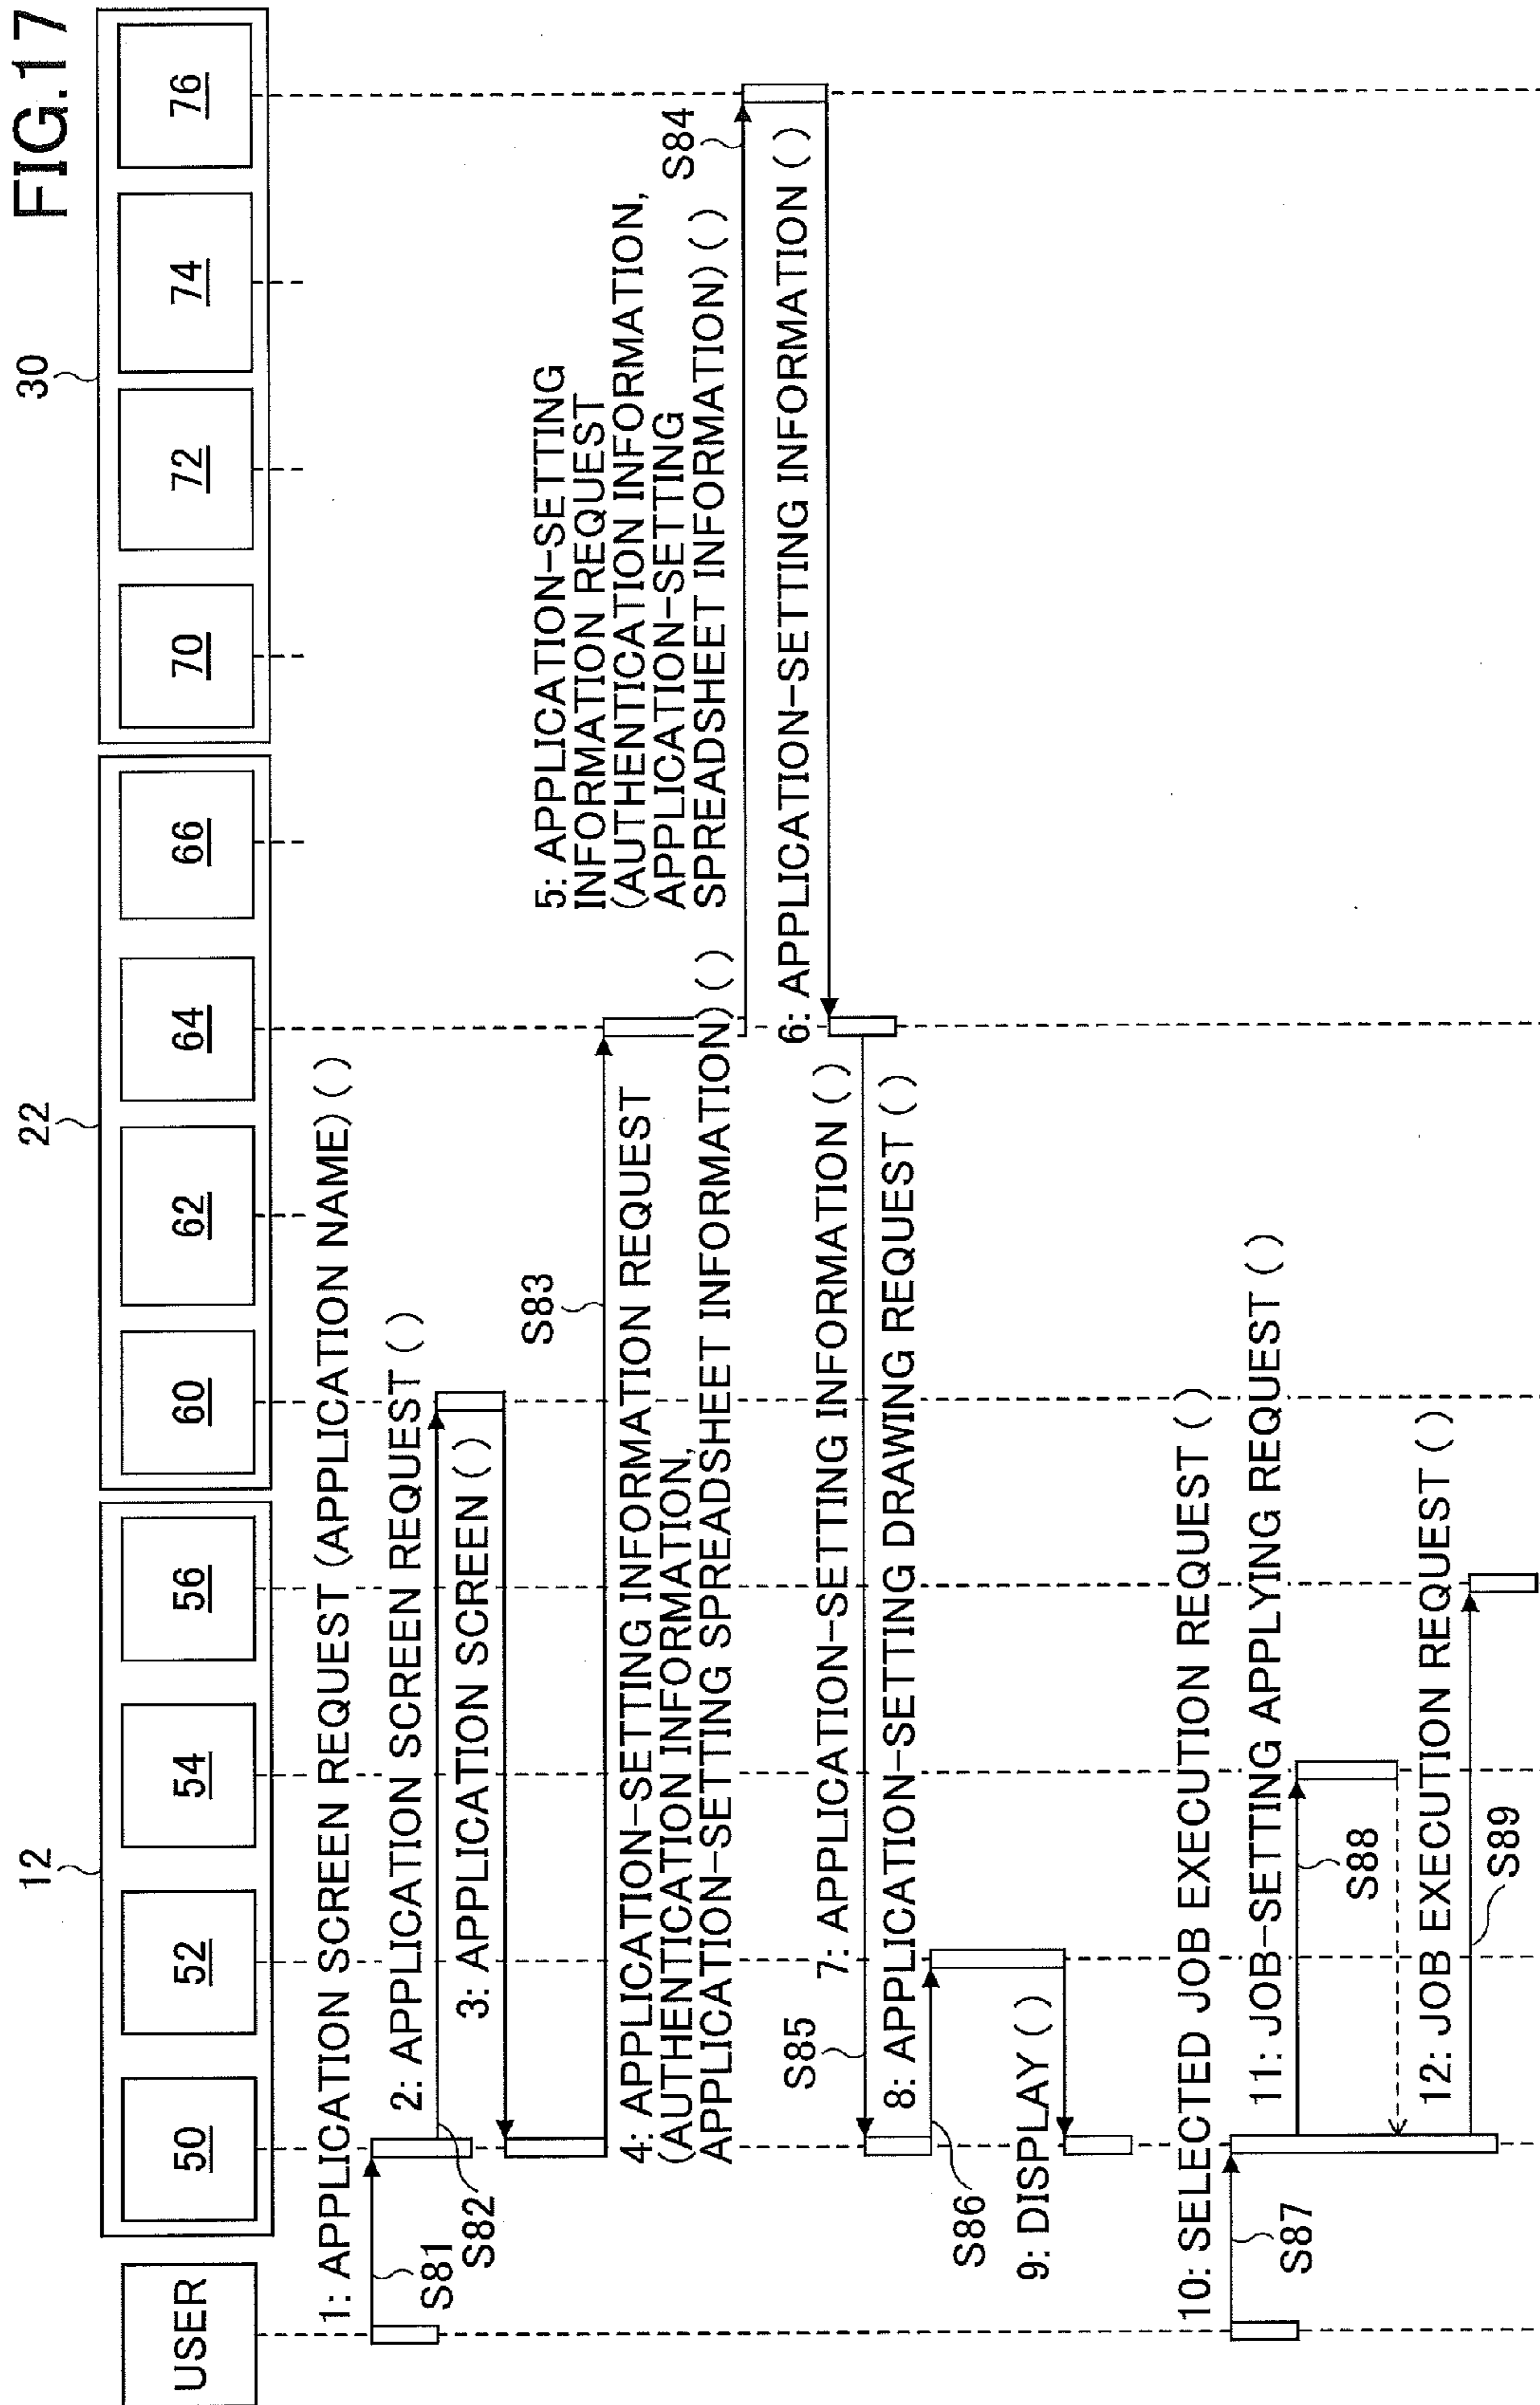 FIG.17
12
22
30
USER
50
52
54
56
60
62
64
66
70
72
74
76
1: APPLICATION SCREEN REQUEST (APPLICATION NAME) ( )
S81
2: APPLICATION SCREEN REQUEST ( )
S82
3: APPLICATION SCREEN ( )
S83
4: APPLICATION-SETTING INFORMATION REQUEST
(AUTHENTICATION INFORMATION,
APPLICATION-SETTING SPREADSHEET INFORMATION) ( )
5: APPLICATION-SETTING
INFORMATION REQUEST
(AUTHENTICATION INFORMATION,
APPLICATION-SETTING
SPREADSHEET INFORMATION) ( )
S84
6: APPLICATION-SETTING INFORMATION ( )
7: APPLICATION-SETTING INFORMATION ( )
S85
8: APPLICATION-SETTING DRAWING REQUEST ( )
S86
9: DISPLAY ( )
10: SELECTED JOB EXECUTION REQUEST ( )
S87
11: JOB-SETTING APPLYING REQUEST ( )
S88
12: JOB EXECUTION REQUEST ( )
S89